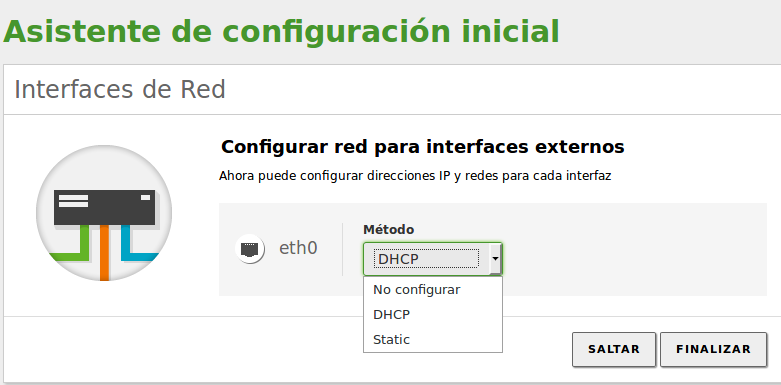 Asistente de configuración inicial
Interfaces de Red
Configurar red para interfaces externos
Ahora puede configurar direcciones IP y redes para cada interfaz
eth0
Método
DHCP
No configurar
DHCP
Static
SALTAR
FINALIZAR